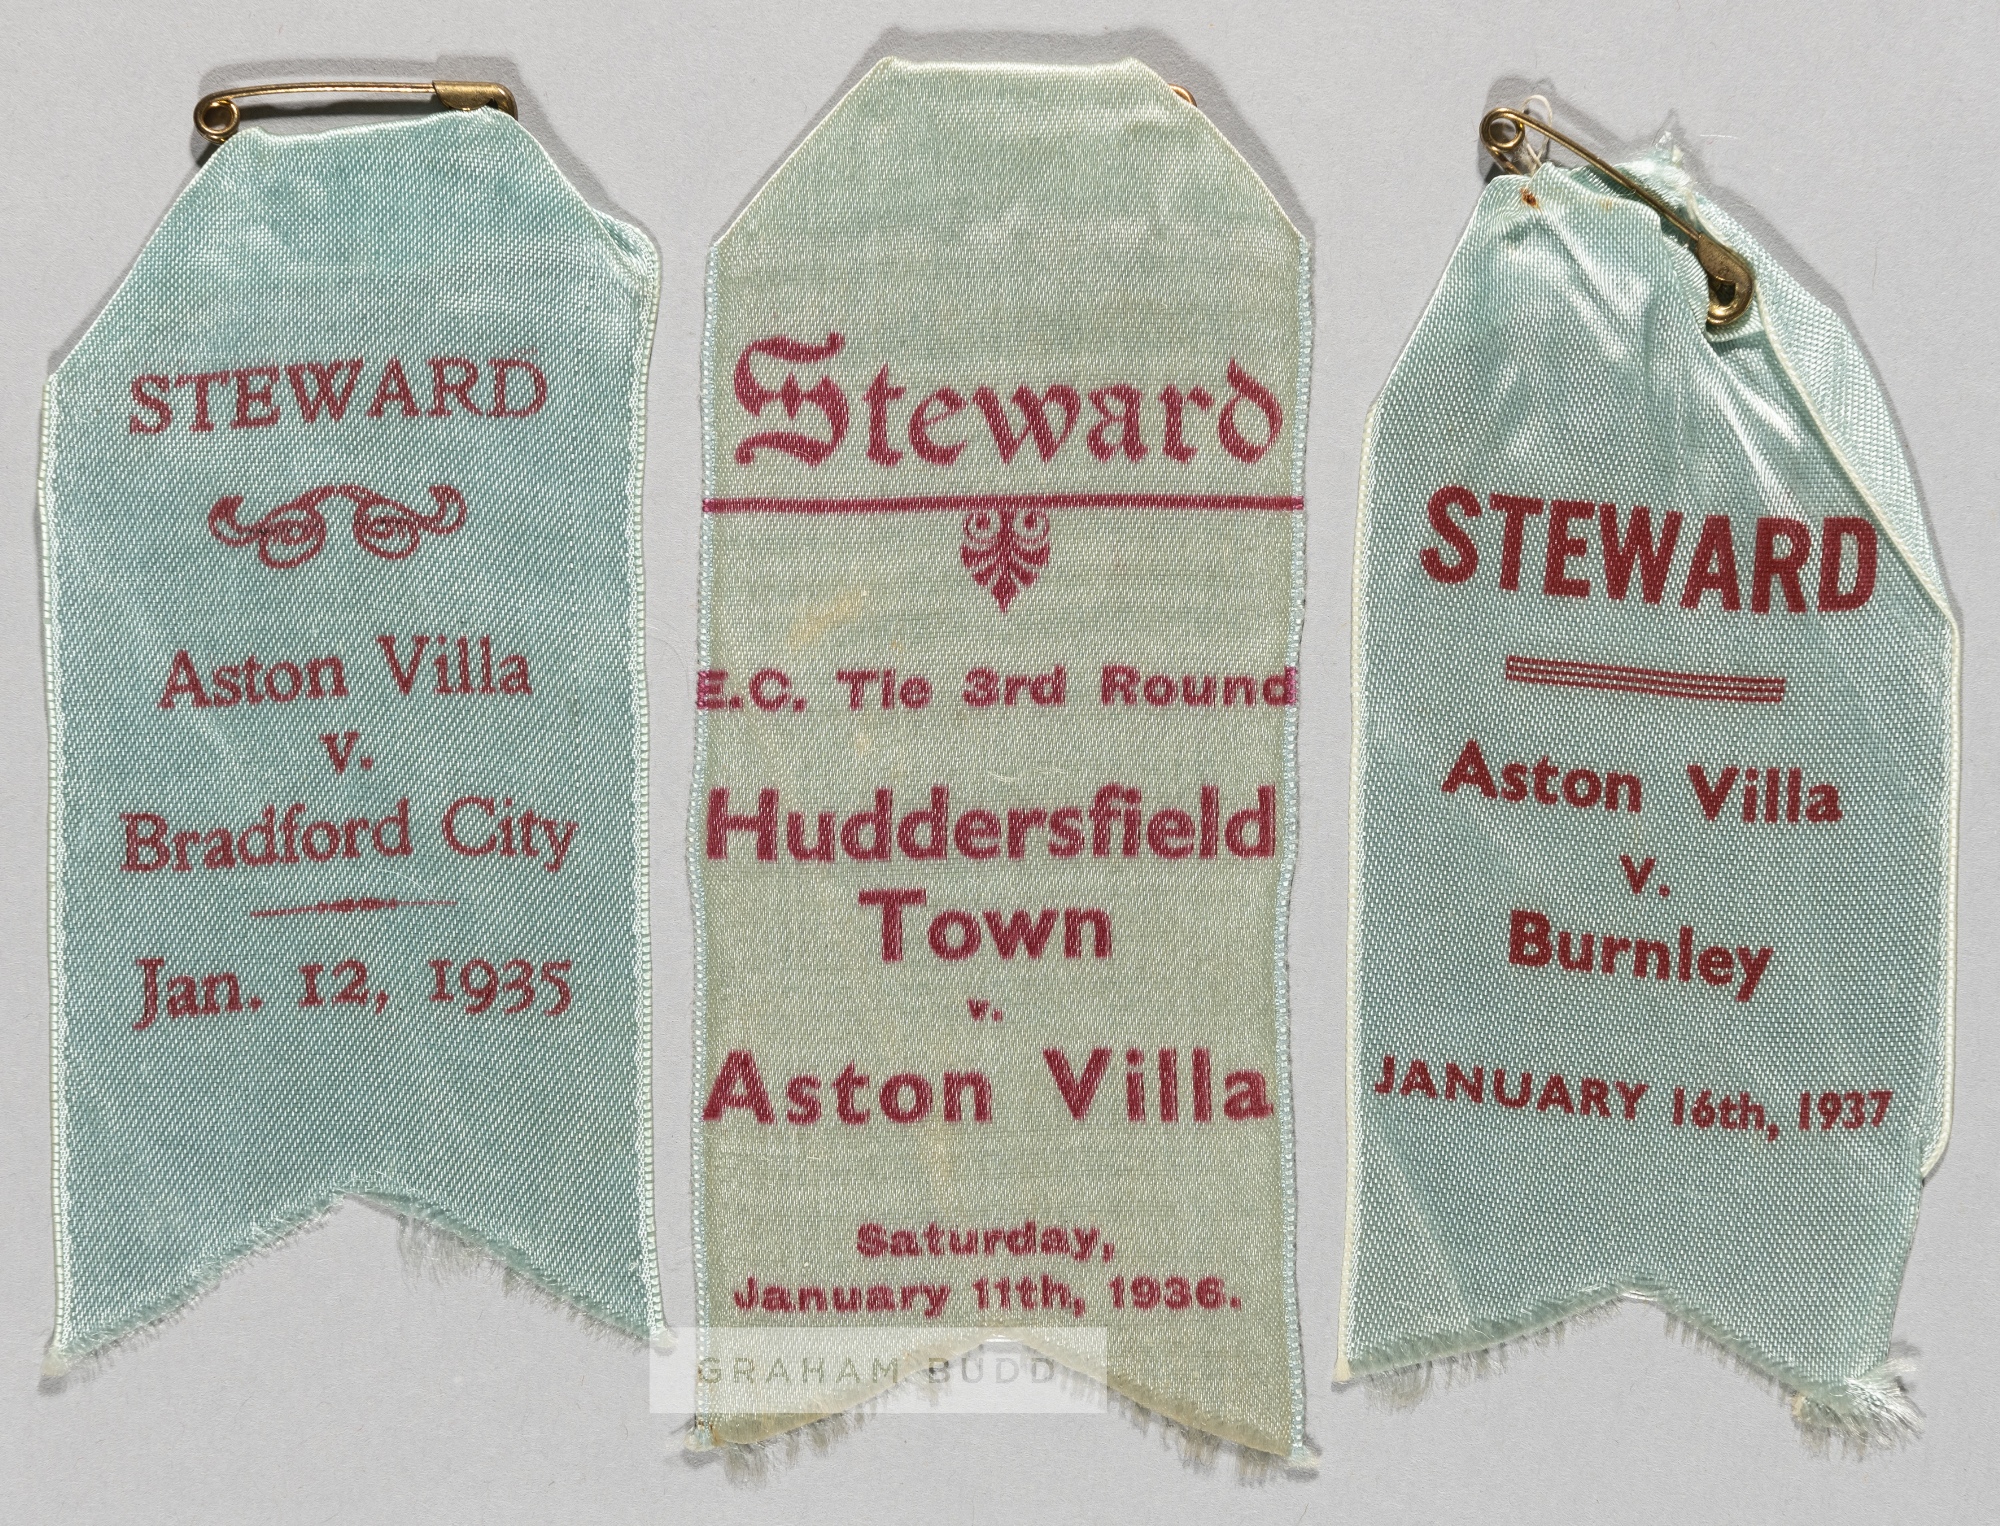 STEWARD
Aston Villa
v.
Bradford City
Jan. 12, 1935
Steward
E.C. Tie 3rd Round
Huddersfield
Town
v.
Aston Villa
Saturday,
January 11th, 1936.
STEWARD
Aston Villa
v.
Burnley
JANUARY 16th, 1937
GRAHAM BUDD